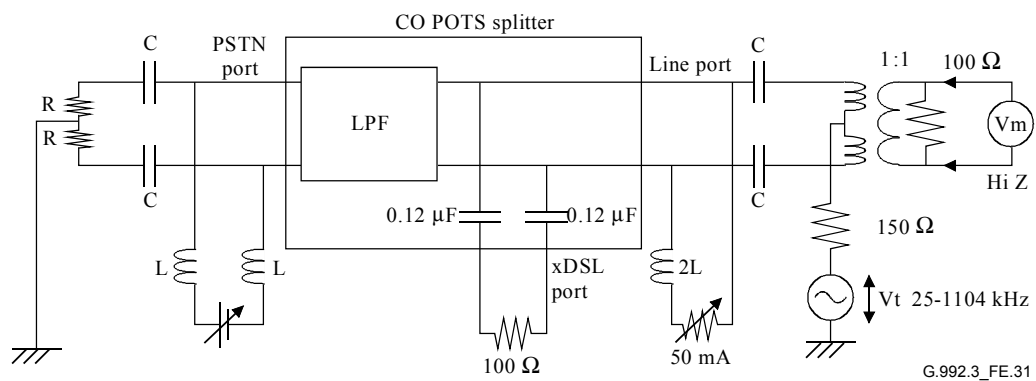 CO POTS splitter
C
PSTN
port
Line port
C
1:1
100 Ω
R
R
LPF
Vm
C
C
Hi Z
0.12 µF
0.12 µF
150 Ω
L
L
xDSL
port
2L
Vt 25-1104 kHz
100 Ω
50 mA
G.992.3_FE.31